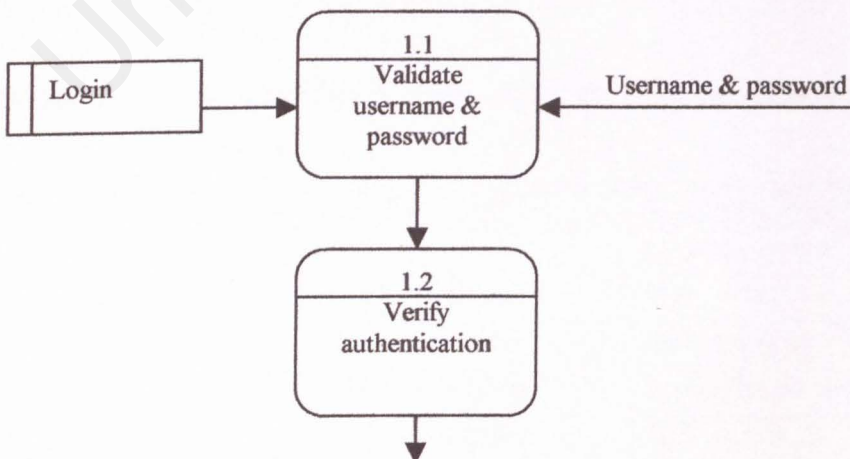 1.1
Validate
username &
password
Login
Username & password
1.2
Verify
authentication